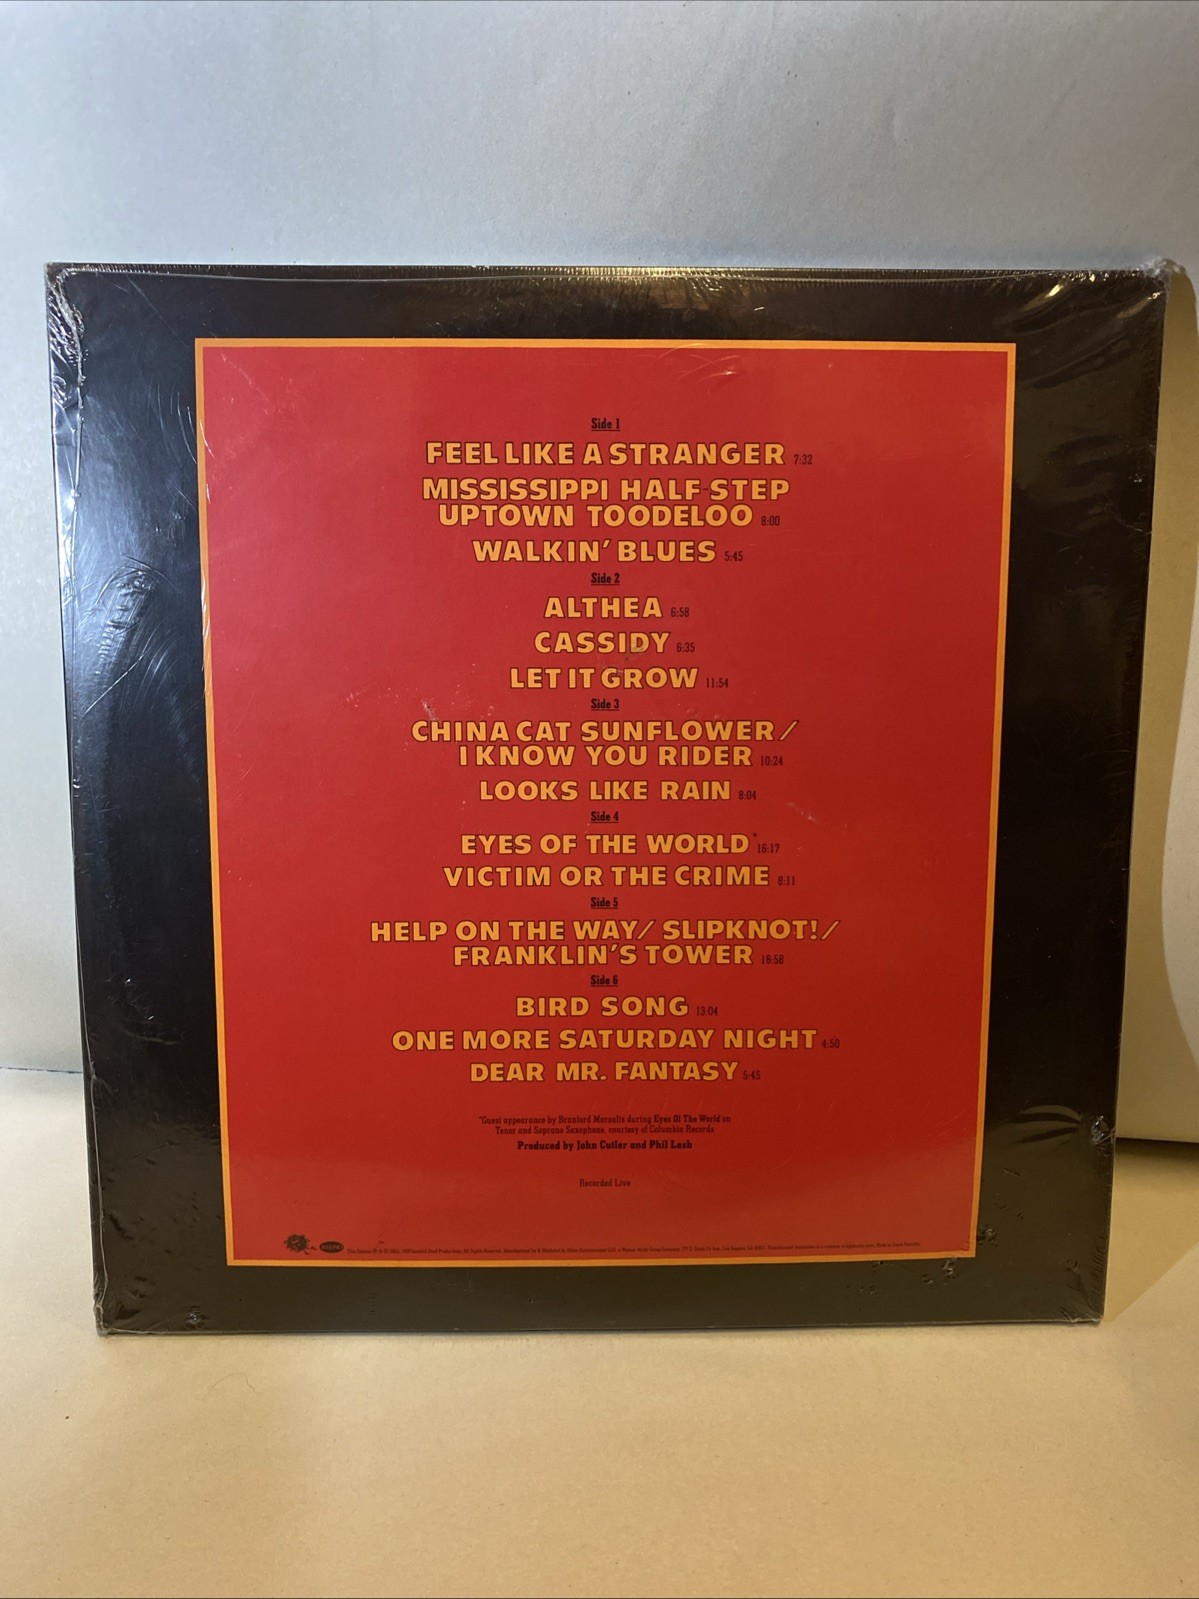 Side 1
FEEL LIKE A STRANGER 7:32
MISSISSIPPI HALF-STEP
UPTOWN TOODELOO 8:00
WALKIN' BLUES 5:45
Side 2
ALTHEA 6:58
CASSIDY 6:35
LET IT GROW 11:54
Side 3
CHINA CAT SUNFLOWER/
I KNOW YOU RIDER 10:24
LOOKS LIKE RAIN 8:04
Side 4
EYES OF THE WORLD* 16:17
VICTIM OR THE CRIME 8:11
Side 5
HELP ON THE WAY/ SLIPKNOT!/
FRANKLIN'S TOWER 18:58
Side 6
BIRD SONG 13:04
ONE MORE SATURDAY NIGHT 4:50
DEAR MR. FANTASY 5:45
*Guest appearance by Branford Marsalis during Eyes Of The World on
Tenor and Soprano Saxophone, courtesy of Columbia Records
Produced by John Cutler and Phil Lesh
Recorded Live